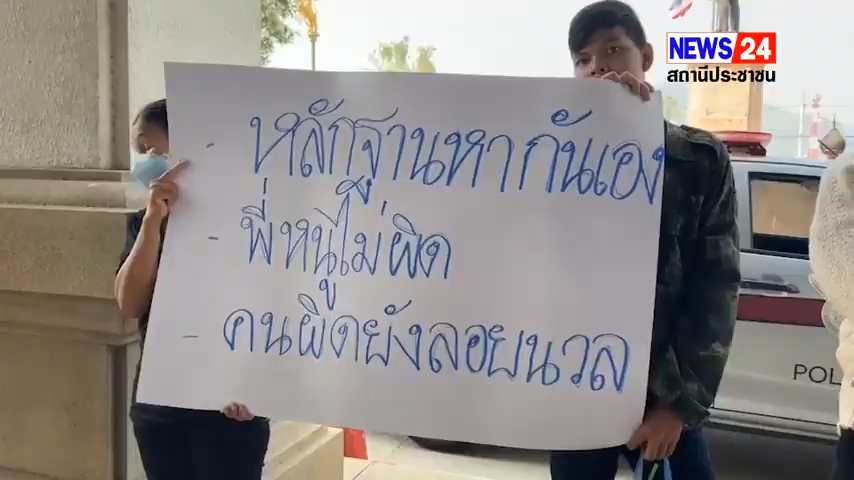 NEWS 24
สถานีประชาชน
- หลักฐานหากันเอง
- พี่หนูไม่ผิด
- คนผิดยังลอยนวล
POL